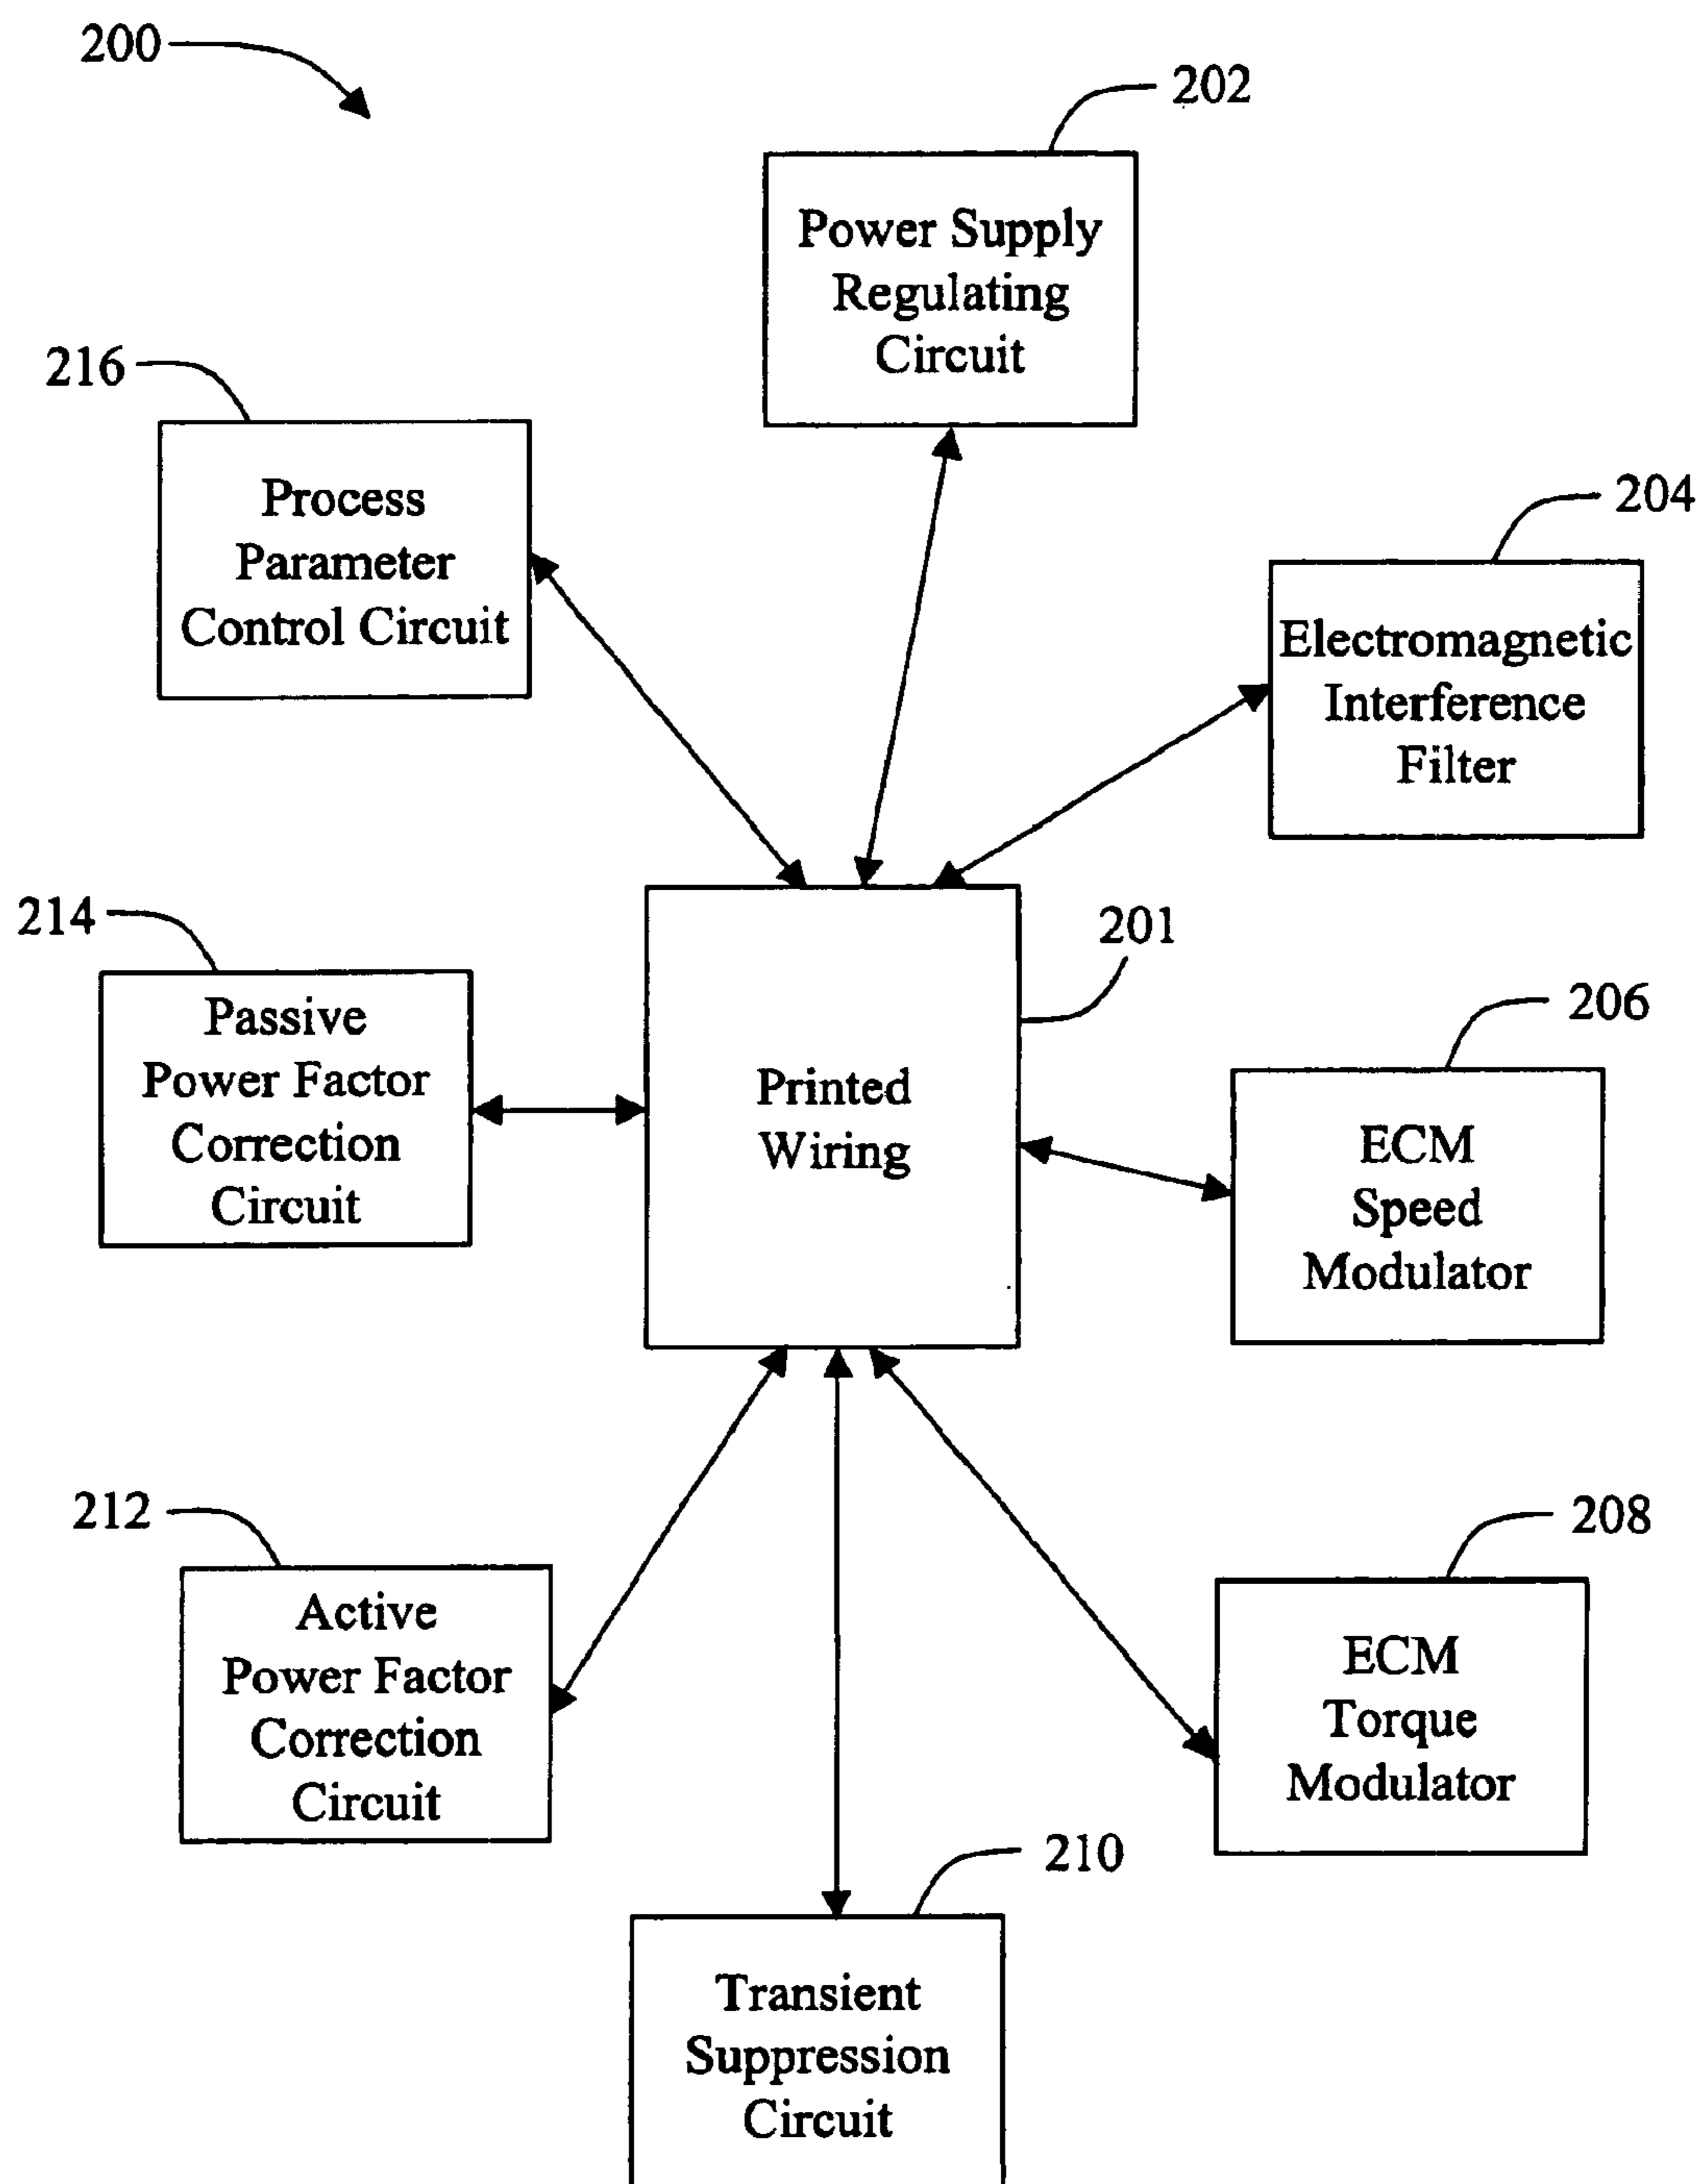 200
202
Power Supply
Regulating
Circuit
216
Process
Parameter
Control Circuit
204
Electromagnetic
Interference
Filter
214
Passive
Power Factor
Correction
Circuit
201
Printed
Wiring
206
ECM
Speed
Modulator
212
Active
Power Factor
Correction
Circuit
208
ECM
Torque
Modulator
210
Transient
Suppression
Circuit